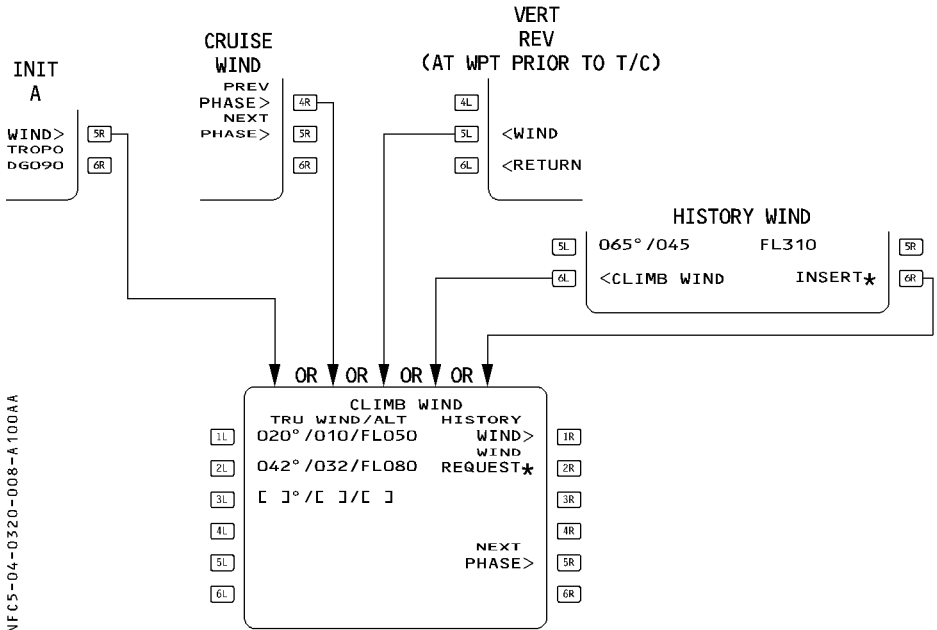 INIT
A
WIND>
5R
TROPO
DG090
6R
CRUISE
WIND
PREV
PHASE>
4R
NEXT
PHASE>
5R
6R
VERT
REV
(AT WPT PRIOR TO T/C)
4L
5L
<WIND
6L
<RETURN
HISTORY WIND
5L
065°/045 FL310
5R
6L
<CLIMB WIND INSERT*
6R
OR OR OR OR
CLIMB WIND
TRU WIND/ALT HISTORY
1L
020°/010/FL050 WIND>
1R
WIND
2L
042°/032/FL080 REQUEST*
2R
3L
[ ]°/[ ]/[ ]
3R
4L
4R
NEXT
5L
PHASE>
5R
6L
6R
NFC5-04-0320-008-A100AA